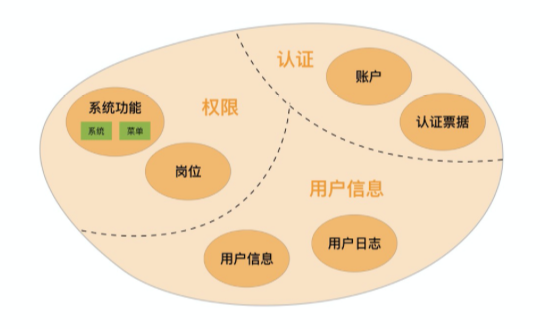 认证
账户
系统功能
系统 菜单
权限
认证票据
岗位
用户信息
用户日志
用户信息